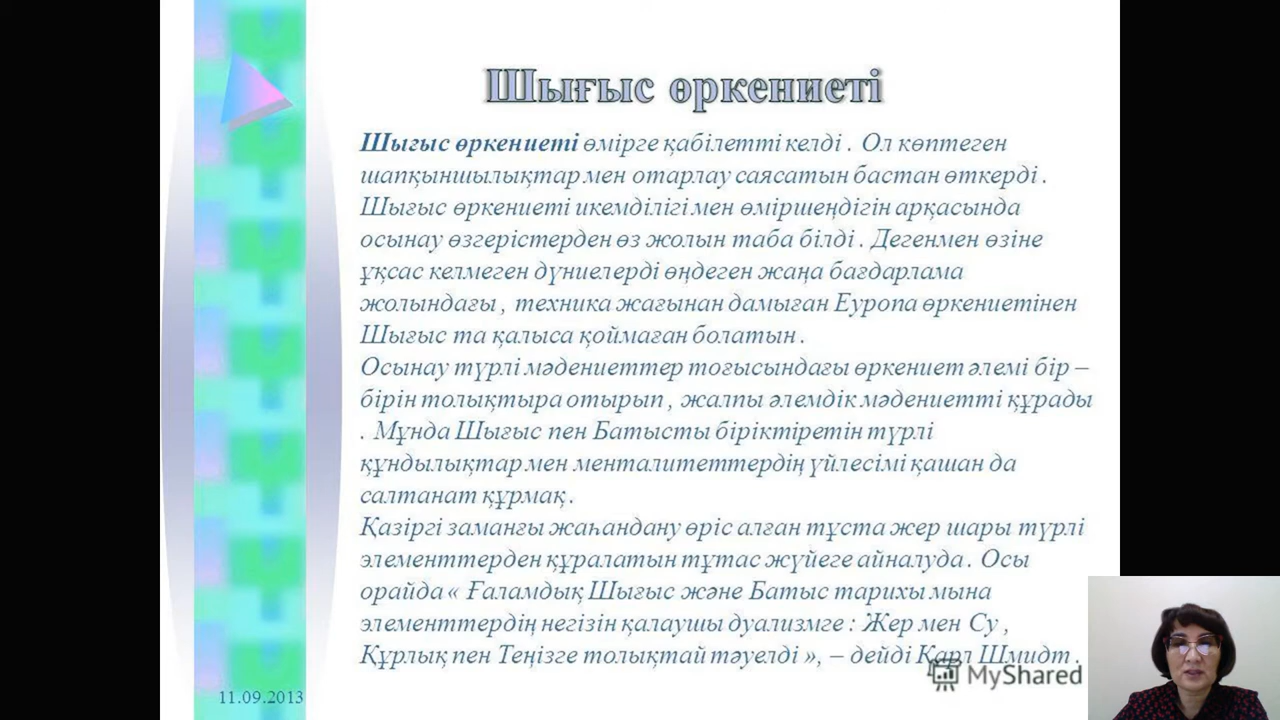 Шығыс өркениеті
Шығыс өркениеті өмірге қабілетті келді . Ол көптеген
шапқыншылықтар мен отарлау саясатын бастан өткерді .
Шығыс өркениеті икемділігі мен өміршеңдігін арқасында
осынау өзгерістерден өз жолын таба білді . Дегенмен өзіне
ұқсас келмеген дүниелерді өңдеген жаңа бағдарлама
жолындағы , техника жағынан дамыған Еуропа өркениетінен
Шығыс та қалыса қоймаған болатын .
Осынау түрлі мәдениеттер тоғысындағы өркениет әлемі бір –
бірін толықтыра отырып , жалпы әлемдік мәдениетті құрады
. Мұнда Шығыс пен Батысты біріктіретін түрлі
құндылықтар мен менталитеттердің үйлесімі қашан да
салтанат құрмақ .
Қазіргі заманғы жаһандану өріс алған тұста жер шары түрлі
элементтерден құралатын тұтас жүйеге айналуда . Осы
орайда « Ғаламдық Шығыс және Батыс тарихы мына
элементтердің негізін қалаушы дуализмге : Жер мен Су ,
Құрлық пен Теңізге толықтай тәуелді », – дейді Карл Шмидт .
MyShared
11.09.2013